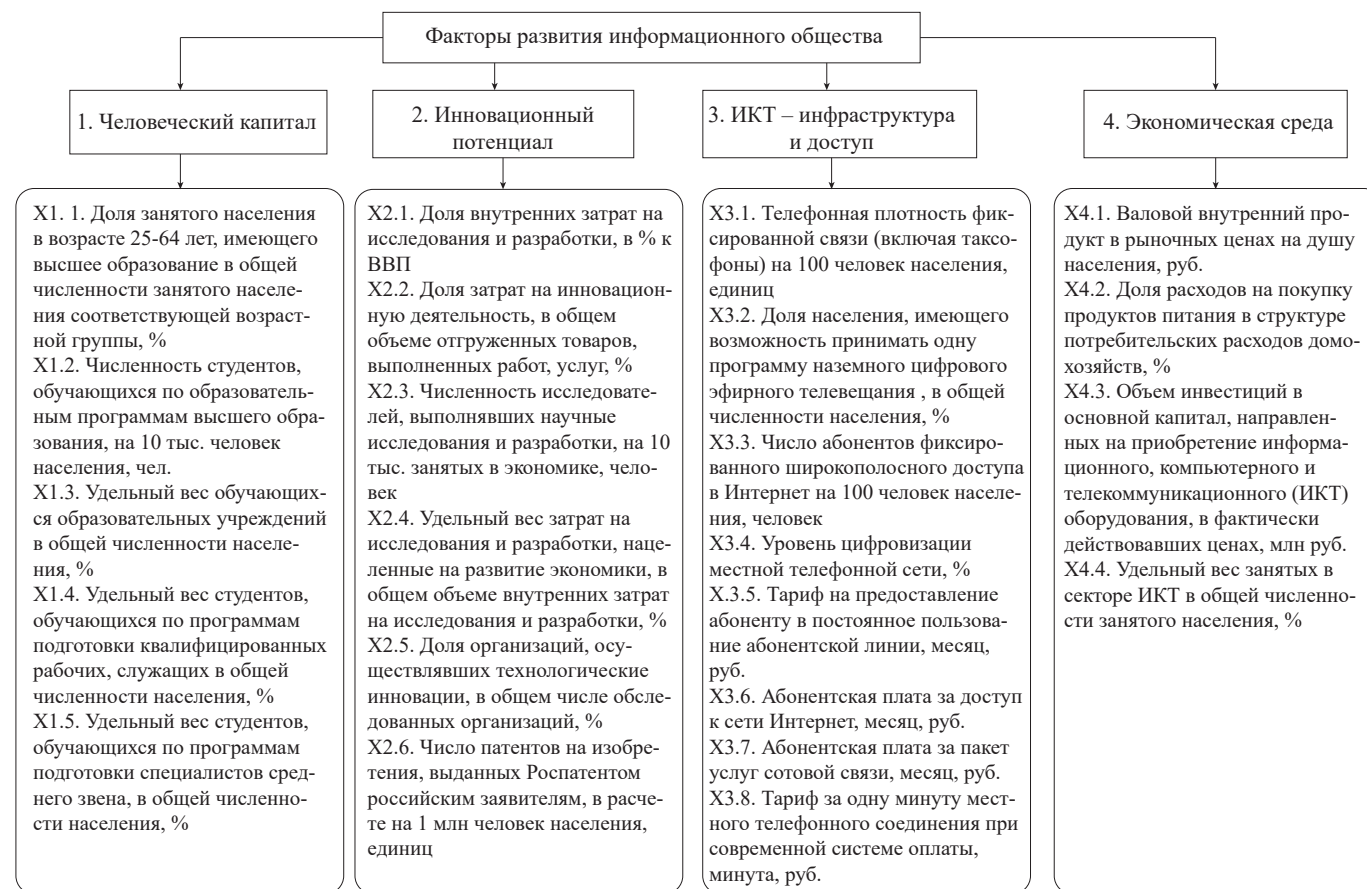 Факторы развития информационного общества
1. Человеческий капитал
2. Инновационный
потенциал
3. ИКТ – инфраструктура
и доступ
4. Экономическая среда
X1. 1. Доля занятого населения
в возрасте 25-64 лет, имеющего
высшее образование в общей
численности занятого населе-
ния соответствующей возраст-
ной группы, %
X1.2. Численность студентов,
обучающихся по образователь-
ным программам высшего обра-
зования, на 10 тыс. человек
населения, чел.
X1.3. Удельный вес обучающих-
ся образовательных учреждений
в общей численности населе-
ния, %
X1.4. Удельный вес студентов,
обучающихся по программам
подготовки квалифицированных
рабочих, служащих в общей
численности населения, %
X1.5. Удельный вес студентов,
обучающихся по программам
подготовки специалистов сред-
него звена, в общей численно-
сти населения, %
X2.1. Доля внутренних затрат на
исследования и разработки, в % к
ВВП
X2.2. Доля затрат на инновацион-
ную деятельность, в общем
объеме отгруженных товаров,
выполненных работ, услуг, %
X2.3. Численность исследовате-
лей, выполнявших научные
исследования и разработки, на 10
тыс. занятых в экономике, чело-
век
X2.4. Удельный вес затрат на
исследования и разработки, наце-
ленные на развитие экономики, в
общем объеме внутренних затрат
на исследования и разработки, %
X2.5. Доля организаций, осу-
ществлявших технологические
инновации, в общем числе обсле-
дованных организаций, %
X2.6. Число патентов на изобре-
тения, выданных Роспатентом
российским заявителям, в расче-
те на 1 млн человек населения,
единиц
X3.1. Телефонная плотность фик-
сированной связи (включая таксо-
фоны) на 100 человек населения,
единиц
X3.2. Доля населения, имеющего
возможность принимать одну
программу наземного цифрового
эфирного телевещания , в общей
численности населения, %
X3.3. Число абонентов фиксиро-
ванного широкополосного доступа
в Интернет на 100 человек населе-
ния, человек
X3.4. Уровень цифровизации
местной телефонной сети, %
X.3.5. Тариф на предоставление
абоненту в постоянное пользова-
ние абонентской линии, месяц,
руб.
X3.6. Абонентская плата за доступ
к сети Интернет, месяц, руб.
X3.7. Абонентская плата за пакет
услуг сотовой связи, месяц, руб.
X3.8. Тариф за одну минуту мест-
ного телефонного соединения при
современной системе оплаты,
минута, руб.
X4.1. Валовой внутренний про-
дукт в рыночных ценах на душу
населения, руб.
X4.2. Доля расходов на покупку
продуктов питания в структуре
потребительских расходов домо-
хозяйств, %
X4.3. Объем инвестиций в
основной капитал, направлен-
ных на приобретение информа-
ционного, компьютерного и
телекоммуникационного (ИКТ)
оборудования, в фактически
действовавших ценах, млн руб.
X4.4. Удельный вес занятых в
секторе ИКТ в общей численно-
сти занятого населения, %